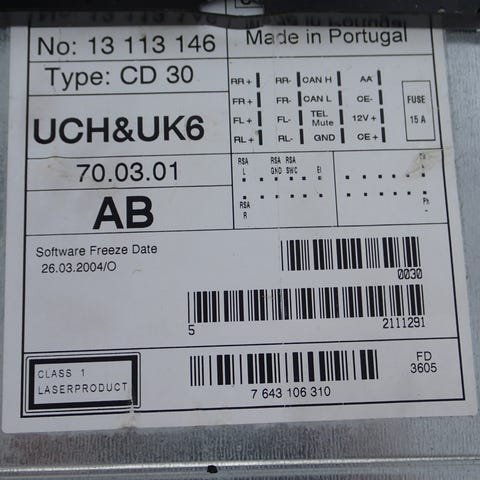 No: 13 113 146
Made in Portugal
Type: CD 30
RR+ RR- CAN H AA
FR+ FR- CAN L CE-
FL+ FL- TEL Mute 12V+
RL+ RL- GND CE+
FUSE
15 A
UCH&UK6
70.03.01
RSA L RSA GND RSA SWC
RSA R
AB
Software Freeze Date
26.03.2004/O
0030
5 2111291
CLASS 1
LASERPRODUCT
7 643 106 310
FD
3605